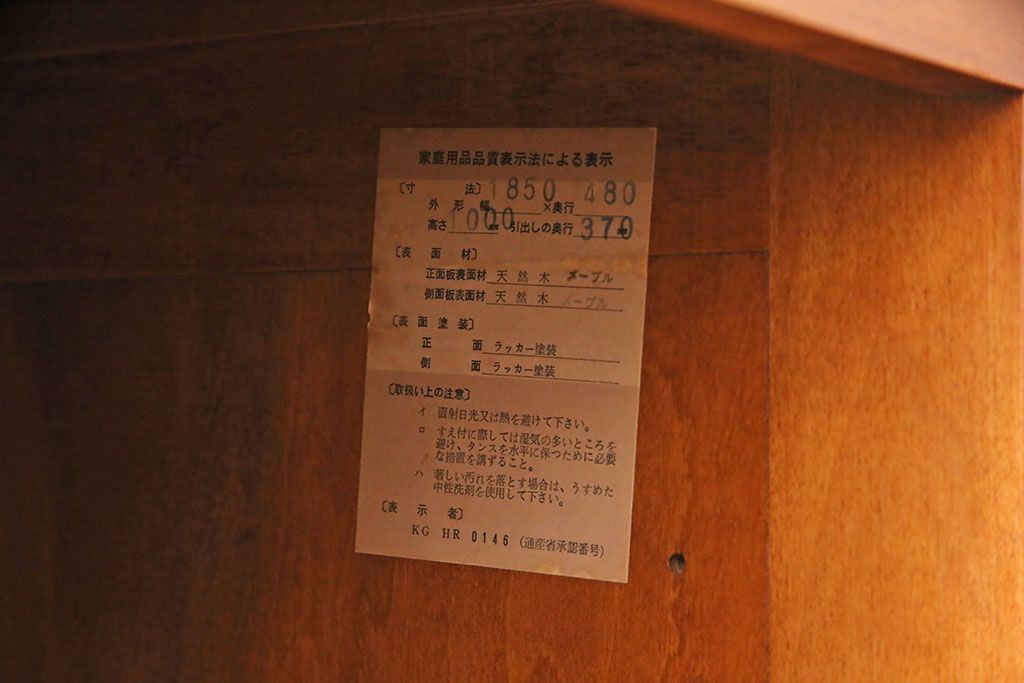 家庭用品品質表示法による表示
〔寸法〕1850 480
外形幅 ×奥行
高さ1000 引出しの奥行370
〔表面材〕
正面板表面材 天然木 メープル
側面板表面材 天然木 メープル
〔表面塗装〕
正面 ラッカー塗装
側面 ラッカー塗装
〔取扱い上の注意〕
イ 直射日光又は熱を避けて下さい。
ロ すえ付に際しては湿気の多いところを
避け、タンスを水平に保つために必要
な措置を講ずること。
ハ 著しい汚れを落とす場合は、うすめた
中性洗剤を使用して下さい。
〔表示者〕
KG HR 0146 (通産省承認番号)